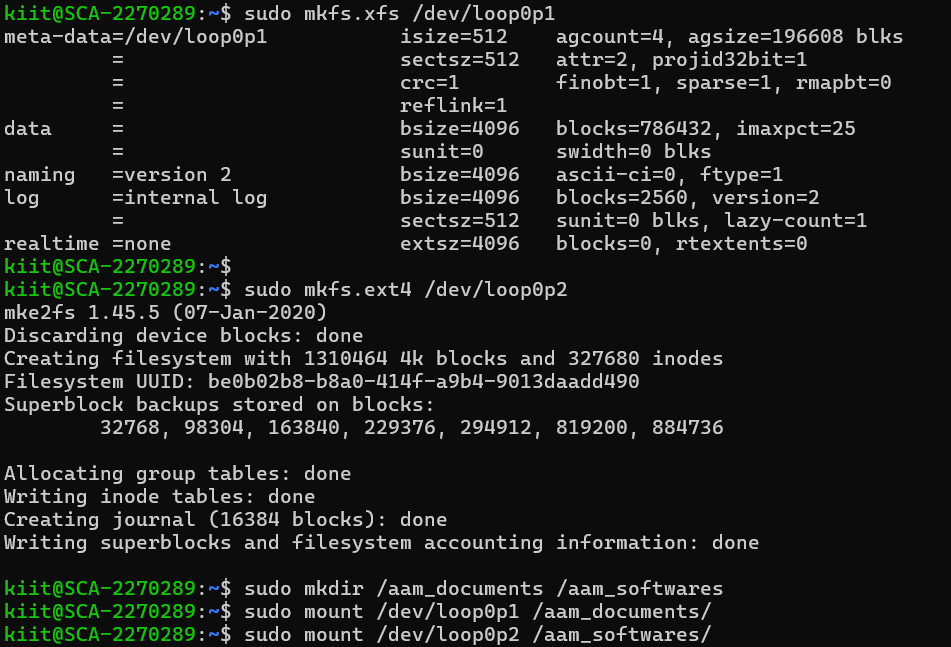 kiit@SCA-2270289:~$ sudo mkfs.xfs /dev/loop0p1
meta-data=/dev/loop0p1           isize=512    agcount=4, agsize=196608 blks
         =                       sectsz=512   attr=2, projid32bit=1
         =                       crc=1        finobt=1, sparse=1, rmapbt=0
         =                       reflink=1
data     =                       bsize=4096   blocks=786432, imaxpct=25
         =                       sunit=0      swidth=0 blks
naming   =version 2              bsize=4096   ascii-ci=0, ftype=1
log      =internal log           bsize=4096   blocks=2560, version=2
         =                       sectsz=512   sunit=0 blks, lazy-count=1
realtime =none                   extsz=4096   blocks=0, rtextents=0
kiit@SCA-2270289:~$
kiit@SCA-2270289:~$ sudo mkfs.ext4 /dev/loop0p2
mke2fs 1.45.5 (07-Jan-2020)
Discarding device blocks: done
Creating filesystem with 1310464 4k blocks and 327680 inodes
Filesystem UUID: be0b02b8-b8a0-414f-a9b4-9013daadd490
Superblock backups stored on blocks:
        32768, 98304, 163840, 229376, 294912, 819200, 884736

Allocating group tables: done
Writing inode tables: done
Creating journal (16384 blocks): done
Writing superblocks and filesystem accounting information: done

kiit@SCA-2270289:~$ sudo mkdir /aam_documents /aam_softwares
kiit@SCA-2270289:~$ sudo mount /dev/loop0p1 /aam_documents/
kiit@SCA-2270289:~$ sudo mount /dev/loop0p2 /aam_softwares/